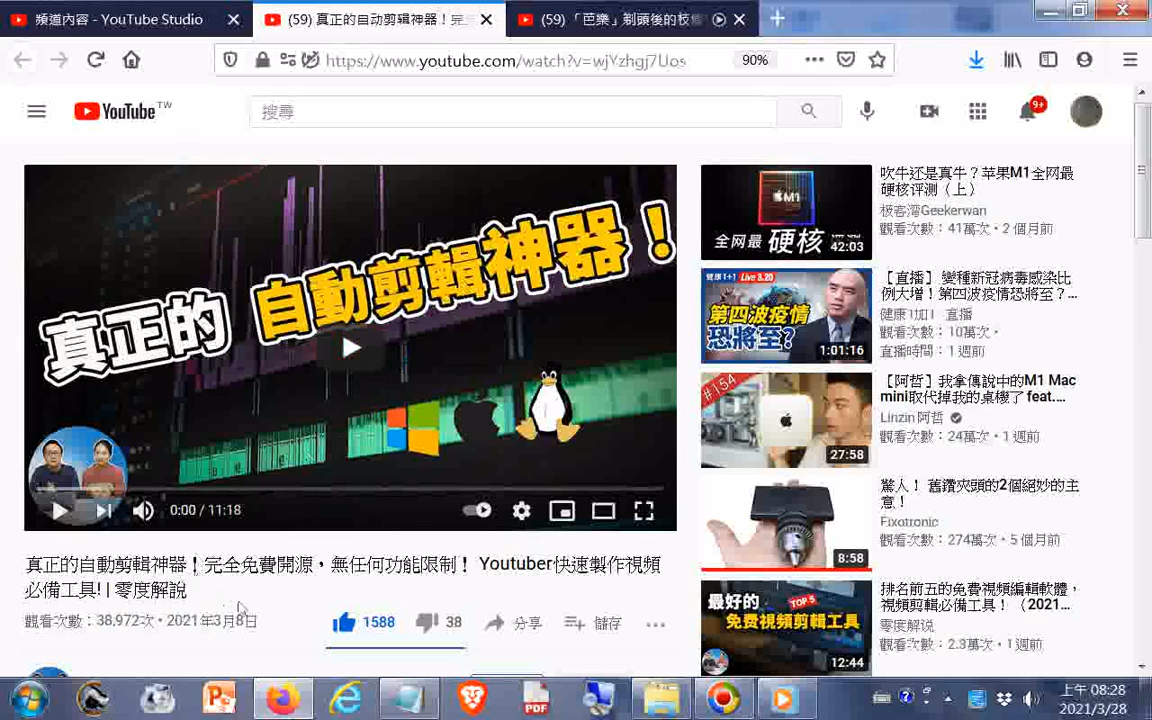 頻道內容 - YouTube Studio
(59) 真正的自动剪辑神器！完
(59) 「芭樂」剃頭後的枝條
https://www.youtube.com/watch?v=wjYzhgj7Uos
90%
YouTube TW
搜尋
9+
真正的 自動剪輯神器！
0:00 / 11:18
真正的自動剪輯神器！完全免費開源，無任何功能限制！ Youtuber快速製作視頻
必備工具! | 零度解說
觀看次數：38,972次 • 2021年3月8日
1588
38
分享
儲存
M1
全网最 硬核
42:03
吹牛还是真牛？苹果M1全网最
硬核评测（上）
极客湾Geekerwan
觀看次數：41萬次 • 2 個月前
健康1+1 Live 3.20
第四波疫情
恐將至?
1:01:16
【直播】 變種新冠病毒感染比
例大增！第四波疫情恐將至？...
健康1加1 · 直播
觀看次數：10萬次 •
直播時間：1 週前
#154
27:58
【阿哲】我拿傳說中的M1 Mac
mini取代掉我的桌機了 feat....
Linzin 阿哲
觀看次數：24萬次 • 1 週前
8:58
驚人！ 舊鑽夾頭的2個絕妙的主
意！
Fixotronic
觀看次數：274萬次 • 5 個月前
最好的 TOP 5
免费視頻剪輯工具
12:44
排名前五的免費視頻編輯軟體，
視頻剪輯必備工具！ （2021...
零度解说
觀看次數：2.3萬次 • 1 週前
PDF
上午 08:28
2021/3/28